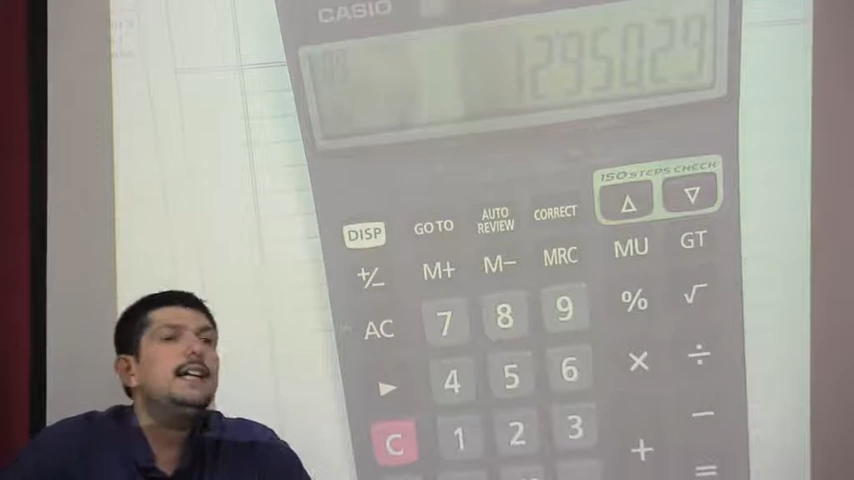 CASIO
1295029
150 STEPS CHECK
△ ▽
DISP GO TO AUTO REVIEW CORRECT
+/− M+ M− MRC MU GT
AC 7 8 9 % √
► 4 5 6 × ÷
C 1 2 3 + −
=